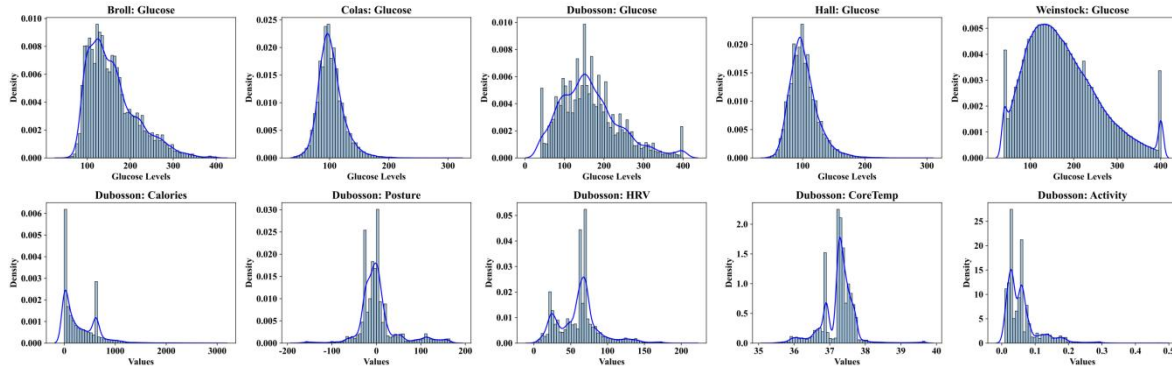 Broll: Glucose
Colas: Glucose
Dubosson: Glucose
Hall: Glucose
Weinstock: Glucose
Density
0.010
0.008
0.006
0.004
0.002
0.000
100 200 300 400
Glucose Levels
Density
0.025
0.020
0.015
0.010
0.005
0.000
100 200 300
Glucose Levels
Density
0.010
0.008
0.006
0.004
0.002
0.000
0 100 200 300 400
Glucose Levels
Density
0.020
0.015
0.010
0.005
0.000
100 200 300
Glucose Levels
Density
0.005
0.004
0.003
0.002
0.001
0.000
100 200 300 400
Glucose Levels
Dubosson: Calories
Dubosson: Posture
Dubosson: HRV
Dubosson: CoreTemp
Dubosson: Activity
Density
0.006
0.005
0.004
0.003
0.002
0.001
0.000
0 1000 2000 3000
Values
Density
0.030
0.025
0.020
0.015
0.010
0.005
0.000
-200 -100 0 100 200
Values
Density
0.05
0.04
0.03
0.02
0.01
0.00
0 50 100 150 200
Values
Density
2.0
1.5
1.0
0.5
0.0
35 36 37 38 39 40
Values
Density
25
20
15
10
5
0
0.0 0.1 0.2 0.3 0.4
Values